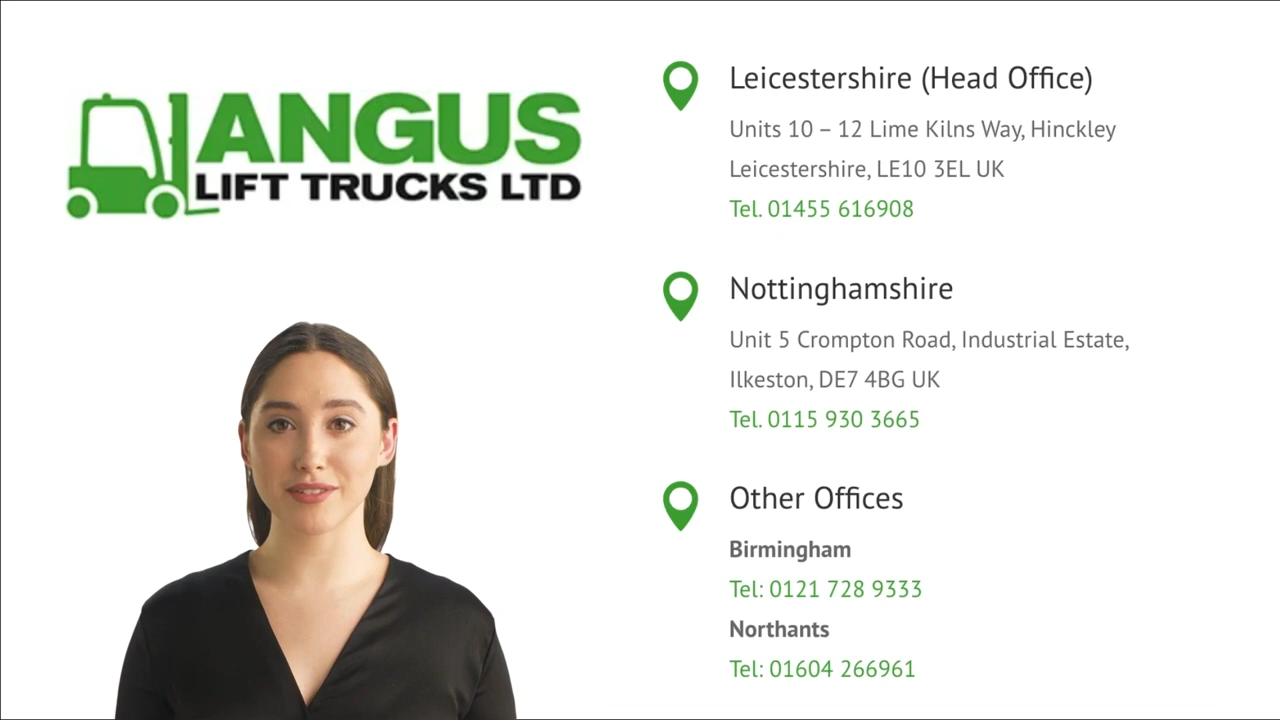 ANGUS
LIFT TRUCKS LTD
Leicestershire (Head Office)
Units 10 – 12 Lime Kilns Way, Hinckley
Leicestershire, LE10 3EL UK
Tel. 01455 616908
Nottinghamshire
Unit 5 Crompton Road, Industrial Estate,
Ilkeston, DE7 4BG UK
Tel. 0115 930 3665
Other Offices
Birmingham
Tel: 0121 728 9333
Northants
Tel: 01604 266961